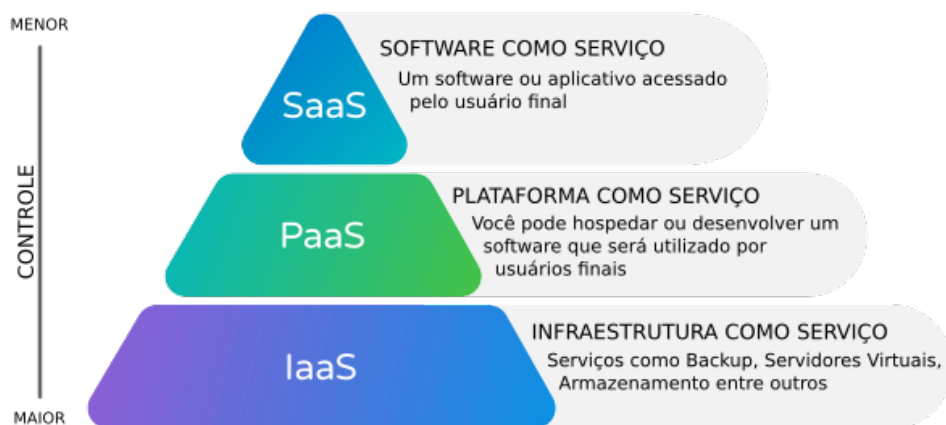 MENOR
CONTROLE
MAIOR
SaaS
SOFTWARE COMO SERVIÇO
Um software ou aplicativo acessado
pelo usuário final
PaaS
PLATAFORMA COMO SERVIÇO
Você pode hospedar ou desenvolver um
software que será utilizado por
usuários finais
IaaS
INFRAESTRUTURA COMO SERVIÇO
Serviços como Backup, Servidores Virtuais,
Armazenamento entre outros